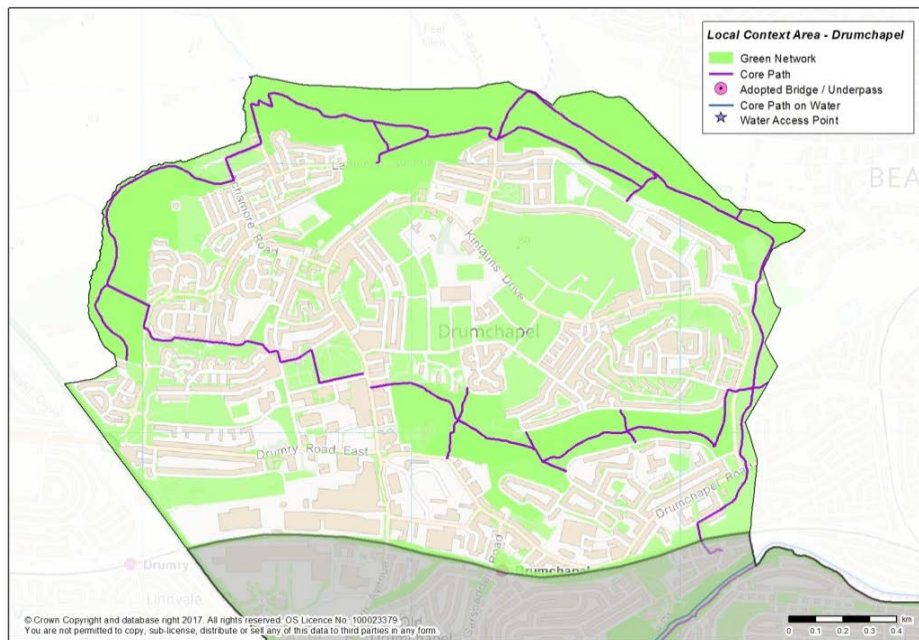 Local Context Area - Drumchapel
Green Network
Core Path
Adopted Bridge / Underpass
Core Path on Water
Water Access Point
Peel
Glen
BEA
La
Kinfauns Drive
Drumchapel
Drumry Road East
Drumchapel Road
Road
Drumchapel
Drumry
Linnvale
© Crown Copyright and database right 2017. All rights reserved. OS Licence No. 100023379.
You are not permitted to copy, sub-license, distribute or sell any of this data to third parties in any form.
km
0 0.1 0.2 0.3 0.4